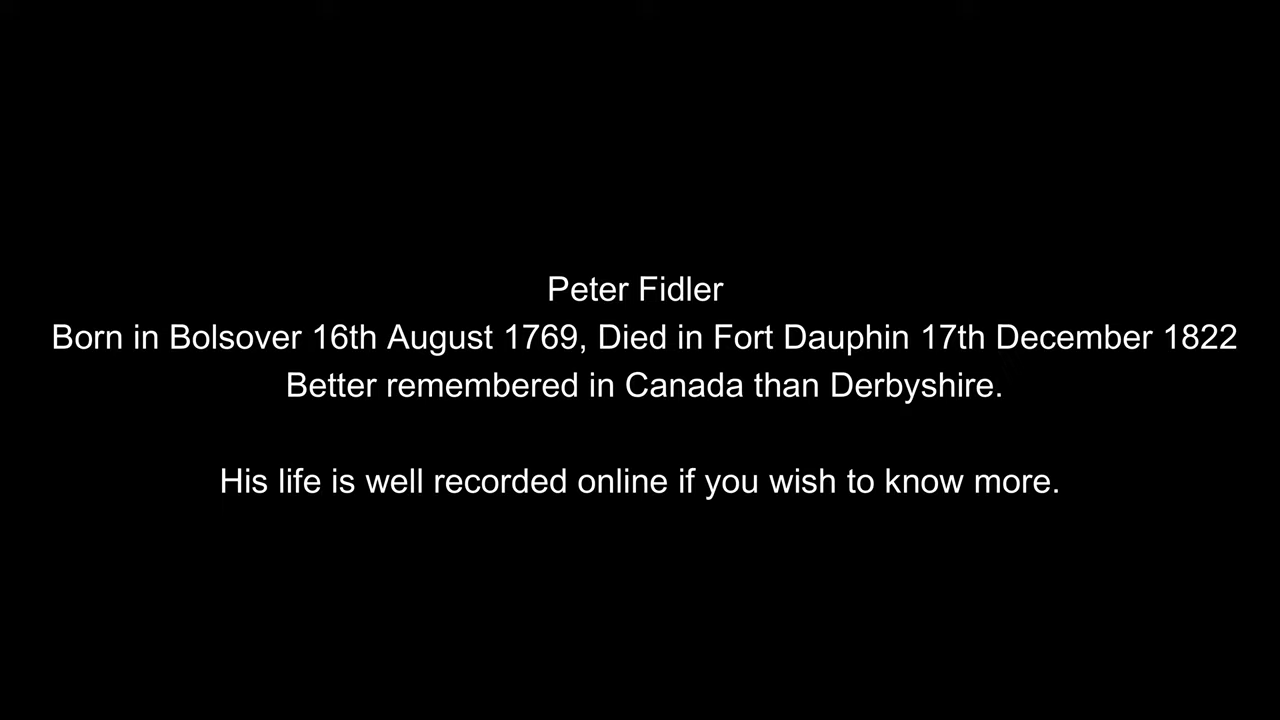 Peter Fidler
Born in Bolsover 16th August 1769, Died in Fort Dauphin 17th December 1822
Better remembered in Canada than Derbyshire.
His life is well recorded online if you wish to know more.